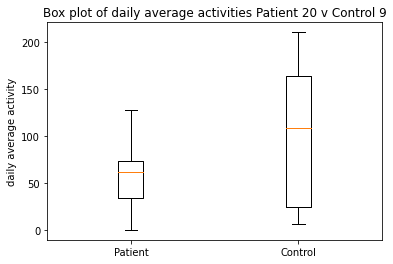 Box plot of daily average activities Patient 20 v Control 9
daily average activity
200
150
100
50
0
Patient
Control